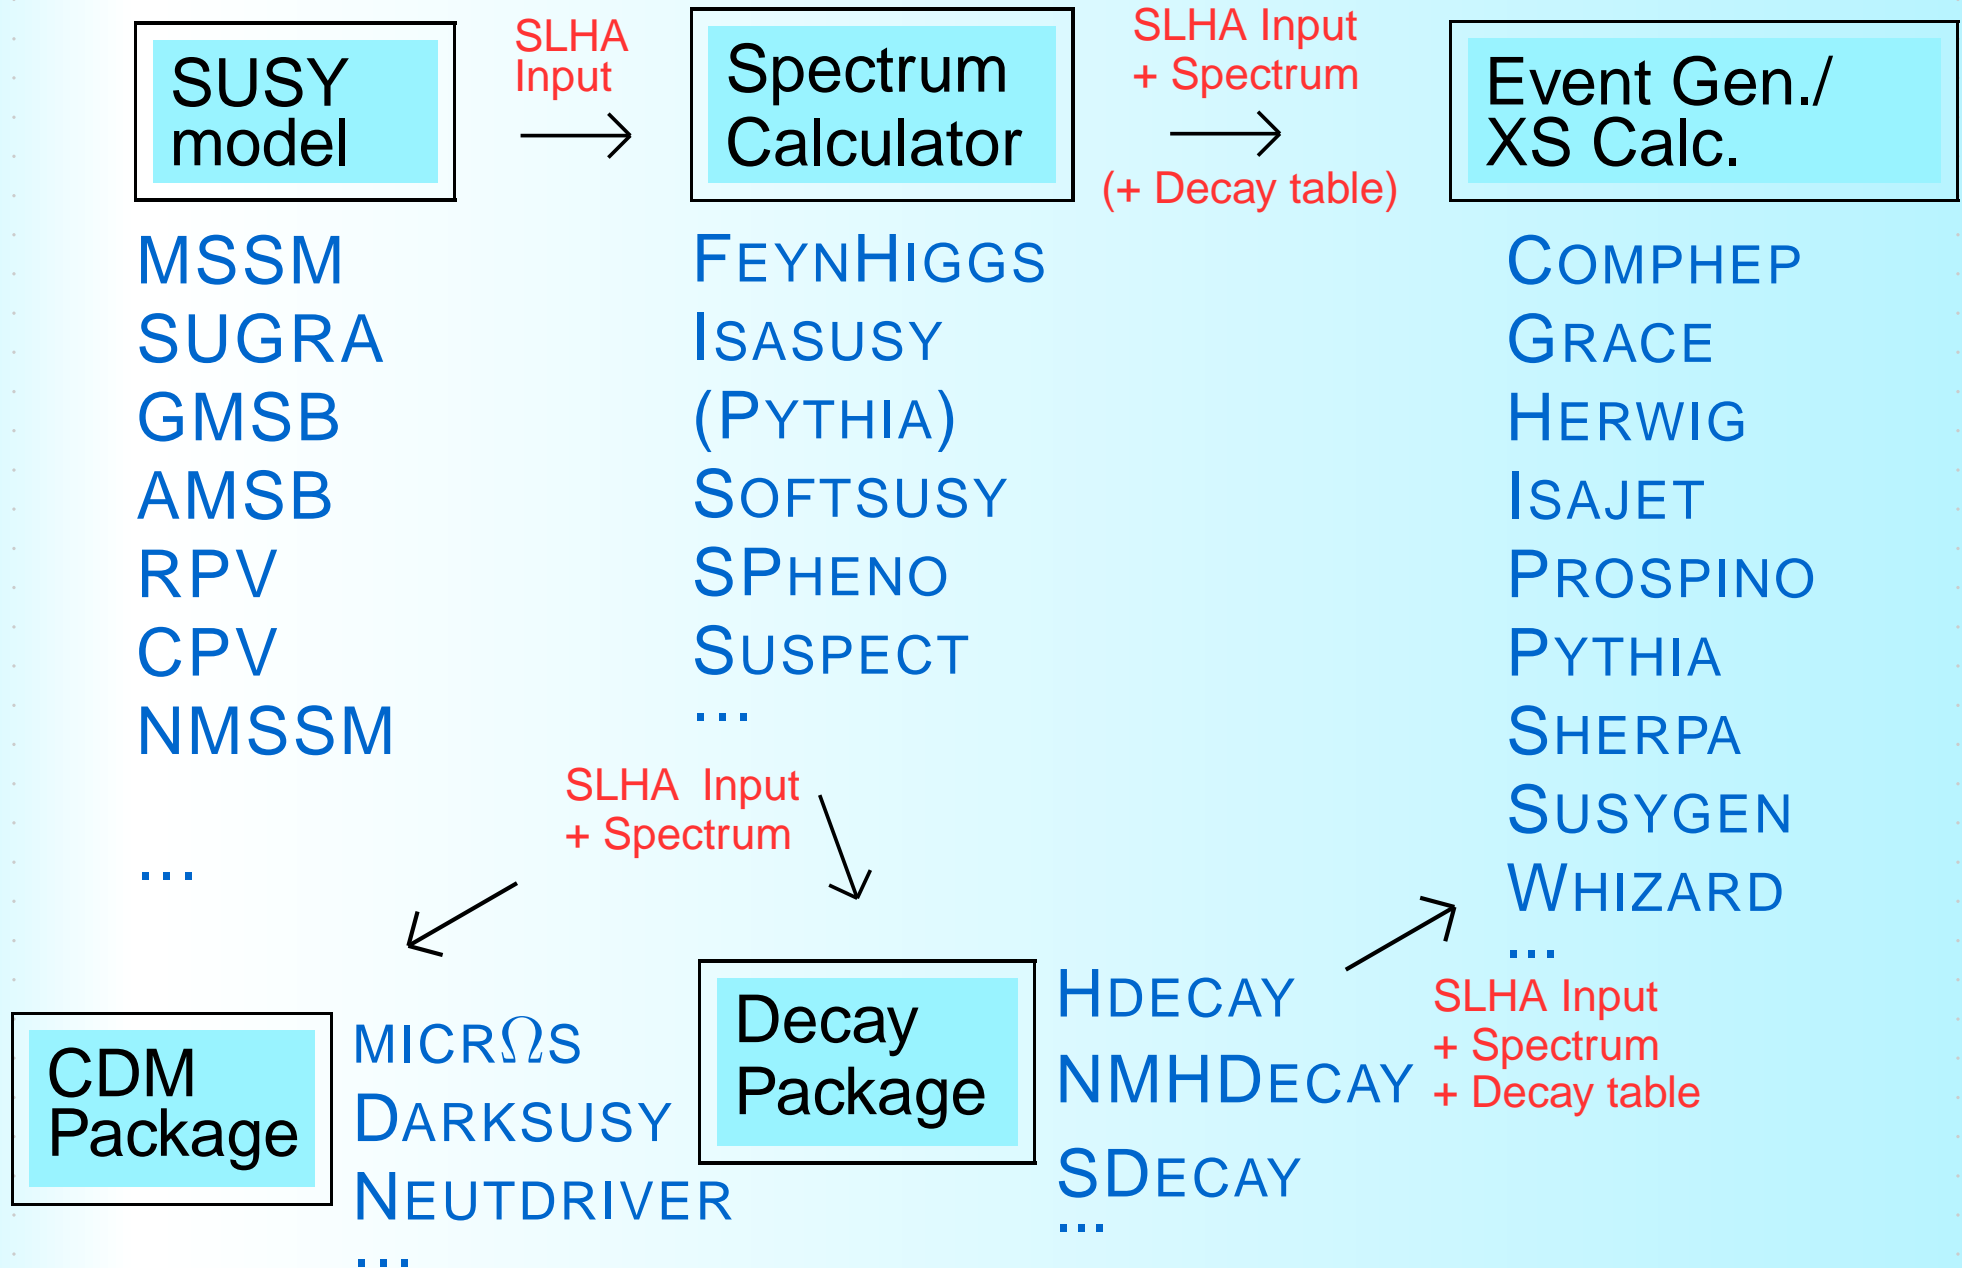 SUSY
model
SLHA
Input
Spectrum
Calculator
SLHA Input
+ Spectrum
(+ Decay table)
Event Gen./
XS Calc.
MSSM
SUGRA
GMSB
AMSB
RPV
CPV
NMSSM
...
FEYNHIGGS
ISASUSY
(PYTHIA)
SOFTSUSY
SPHENO
SUSPECT
...
COMPHEP
GRACE
HERWIG
ISAJET
PROSPINO
PYTHIA
SHERPA
SUSYGEN
WHIZARD
...
SLHA Input
+ Spectrum
CDM
Package
MICRΩS
DARKSUSY
NEUTDRIVER
...
Decay
Package
HDECAY
NMHDECAY
SDECAY
...
SLHA Input
+ Spectrum
+ Decay table